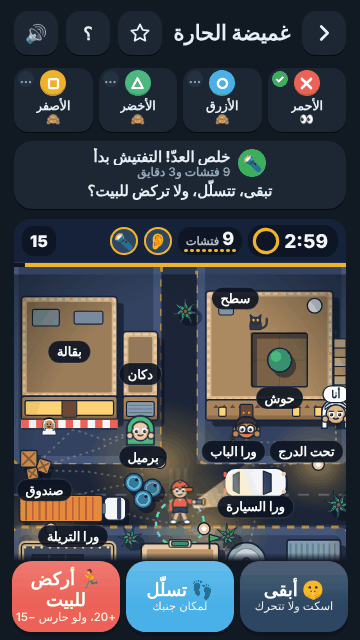 غميضة الحارة
؟
الأحمر
الأزرق
الأخضر
الأصفر
خلص العدّ! التفتيش بدأ
9 فتشات و3 دقايق
تبقى، تتسلّل، ولا تركض للبيت؟
2:59
9 فتشات
15
سطح
بقالة
دكان
حوش
أنا
برميل
ورا الباب
تحت الدرج
صندوق
ورا السيارة
ورا التريلة
أبقى
اسكت ولا تتحرك
تسلّل
لمكان جنبك
أركض للبيت
+20، ولو حارس −15